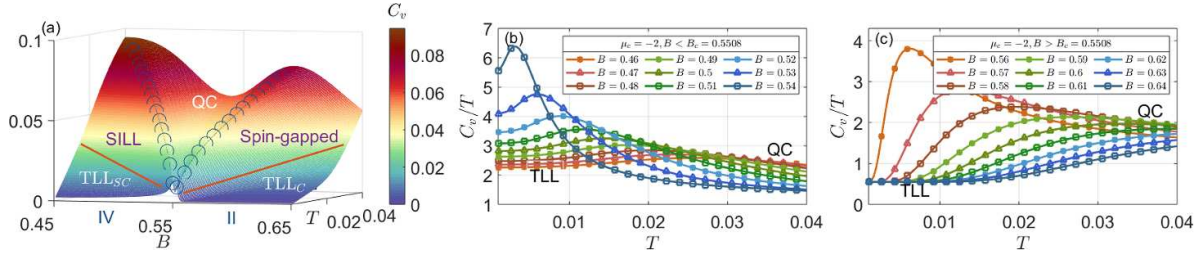 (a)
C_v
0.1
0.05
0
QC
SILL
Spin-gapped
TLL_SC
TLL_C
IV
II
0.45
0.55
0.65
B
T
0.02
0.04
0.08
0.06
0.04
0.02
(b)
μ_c = −2, B < B_c = 0.5508
B = 0.46 B = 0.49 B = 0.52
B = 0.47 B = 0.5 B = 0.53
B = 0.48 B = 0.51 B = 0.54
C_v/T
7
6
5
4
3
2
1
TLL
QC
0.01 0.02 0.03 0.04
T
(c)
μ_c = −2, B > B_c = 0.5508
B = 0.56 B = 0.59 B = 0.62
B = 0.57 B = 0.6 B = 0.63
B = 0.58 B = 0.61 B = 0.64
C_v/T
4
3
2
1
0
TLL
QC
0.01 0.02 0.03 0.04
T